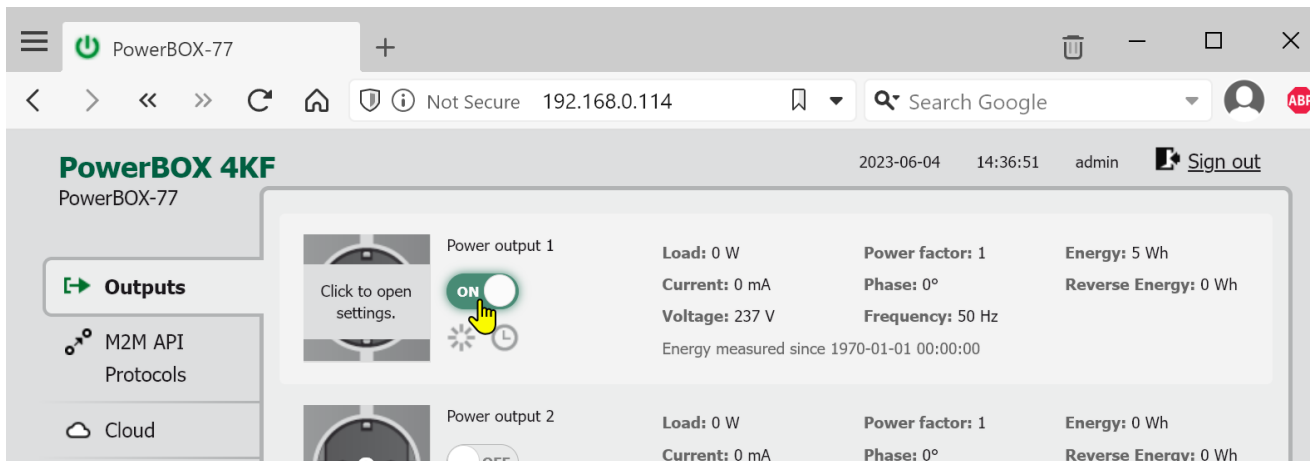 PowerBOX-77
Not Secure 192.168.0.114
Search Google
ABP
PowerBOX 4KF
PowerBOX-77
2023-06-04 14:36:51 admin Sign out
Outputs
M2M API
Protocols
Cloud
Power output 1
Click to open
settings.
ON
Load: 0 W
Power factor: 1
Energy: 5 Wh
Current: 0 mA
Phase: 0°
Reverse Energy: 0 Wh
Voltage: 237 V
Frequency: 50 Hz
Energy measured since 1970-01-01 00:00:00
Power output 2
OFF
Load: 0 W
Power factor: 1
Energy: 0 Wh
Current: 0 mA
Phase: 0°
Reverse Energy: 0 Wh